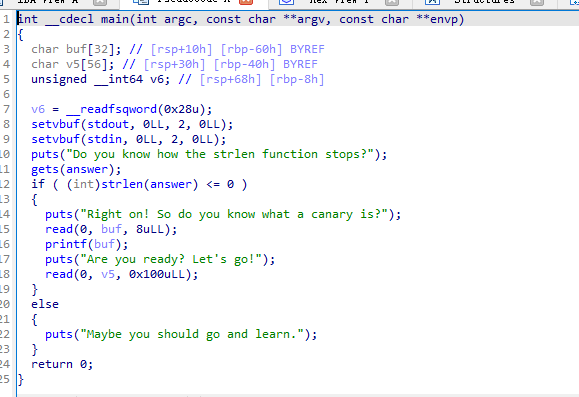 Structures
1 int __cdecl main(int argc, const char **argv, const char **envp)
2 {
3 char buf[32]; // [rsp+10h] [rbp-60h] BYREF
4 char v5[56]; // [rsp+30h] [rbp-40h] BYREF
5 unsigned __int64 v6; // [rsp+68h] [rbp-8h]
6
7 v6 = __readfsqword(0x28u);
8 setvbuf(stdout, 0LL, 2, 0LL);
9 setvbuf(stdin, 0LL, 2, 0LL);
10 puts("Do you know how the strlen function stops?");
11 gets(answer);
12 if ( (int)strlen(answer) <= 0 )
13 {
14 puts("Right on! So do you know what a canary is?");
15 read(0, buf, 8uLL);
16 printf(buf);
17 puts("Are you ready? Let's go!");
18 read(0, v5, 0x100uLL);
19 }
20 else
21 {
22 puts("Maybe you should go and learn.");
23 }
24 return 0;
25 }